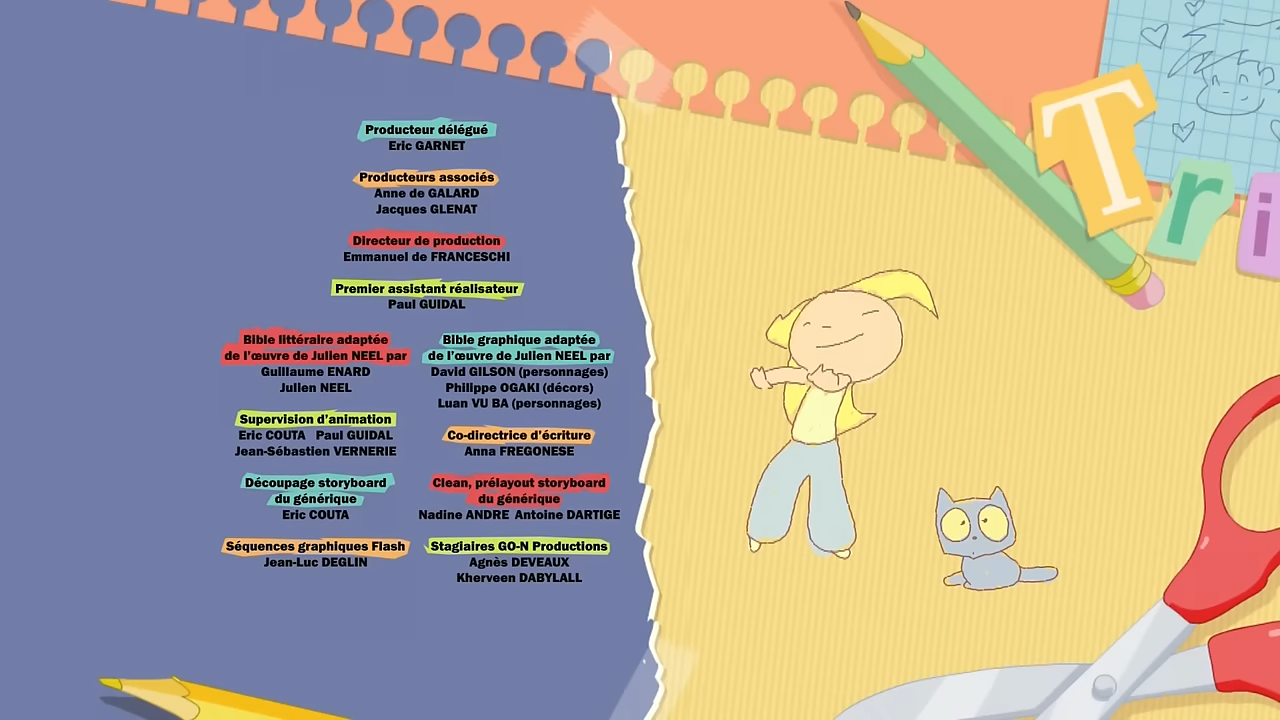 Producteur délégué
Eric GARNET
Producteurs associés
Anne de GALARD
Jacques GLENAT
Directeur de production
Emmanuel de FRANCESCHI
Premier assistant réalisateur
Paul GUIDAL
Bible littéraire adaptée
de l'œuvre de Julien NEEL par
Guillaume ENARD
Julien NEEL
Supervision d'animation
Eric COUTA Paul GUIDAL
Jean-Sébastien VERNERIE
Découpage storyboard
du générique
Eric COUTA
Séquences graphiques Flash
Jean-Luc DEGLIN
Bible graphique adaptée
de l'œuvre de Julien NEEL par
David GILSON (personnages)
Philippe OGAKI (décors)
Luan VU BA (personnages)
Co-directrice d'écriture
Anna FREGONESE
Clean, prélayout storyboard
du générique
Nadine ANDRE Antoine DARTIGE
Stagiaires GO-N Productions
Agnès DEVEAUX
Kherveen DABYLALL
Tri